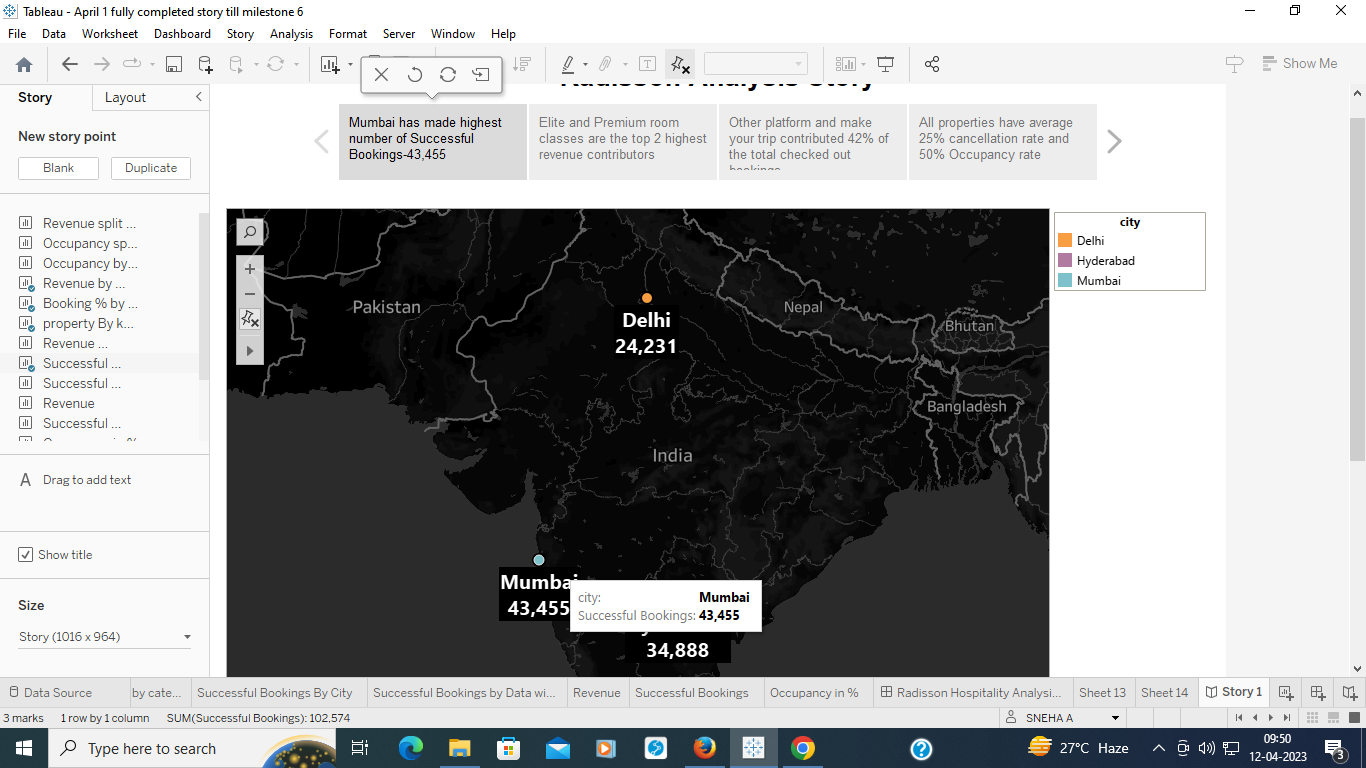 Tableau - April 1 fully completed story till milestone 6
File Data Worksheet Dashboard Story Analysis Format Server Window Help
Show Me
Story Layout
Radisson Analysis Story
New story point
Blank Duplicate
Mumbai has made highest
number of Successful
Bookings-43,455
Elite and Premium room
classes are the top 2 highest
revenue contributors
Other platform and make
your trip contributed 42% of
the total checked out
bookings
All properties have average
25% cancellation rate and
50% Occupancy rate
Revenue split ...
Occupancy sp...
Occupancy by...
Revenue by ...
Booking % by ...
property By k...
Revenue ...
Successful ...
Successful ...
Revenue
Successful ...
A Drag to add text
Show title
Size
Story (1016 x 964)
Pakistan
Nepal
Bhutan
Bangladesh
India
Delhi
24,231
Mumbai
43,455
city: Mumbai
Successful Bookings: 43,455
34,888
city
Delhi
Hyderabad
Mumbai
Data Source by cate... Successful Bookings By City Successful Bookings by Data wi... Revenue Successful Bookings Occupancy in % Radisson Hospitality Analysi... Sheet 13 Sheet 14 Story 1
3 marks 1 row by 1 column SUM(Successful Bookings): 102,574 SNEHA A
Type here to search
27°C Haze
09:50
12-04-2023
3